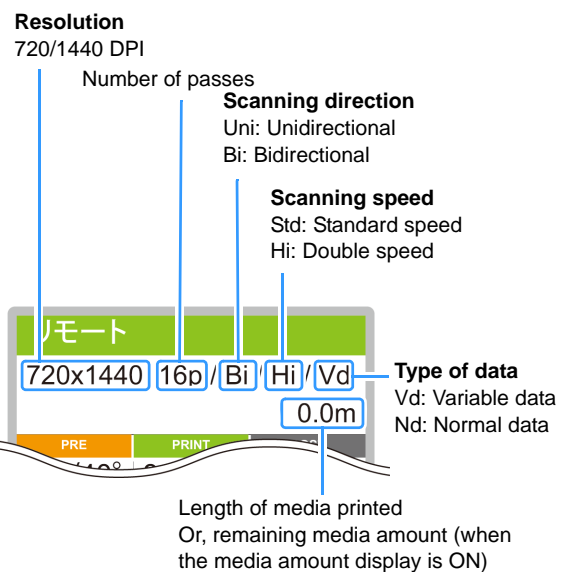 Resolution
720/1440 DPI
Number of passes
Scanning direction
Uni: Unidirectional
Bi: Bidirectional
Scanning speed
Std: Standard speed
Hi: Double speed
リモート
720x1440 16p / Bi / Hi / Vd
0.0m
PRE PRINT
Type of data
Vd: Variable data
Nd: Normal data
Length of media printed
Or, remaining media amount (when
the media amount display is ON)